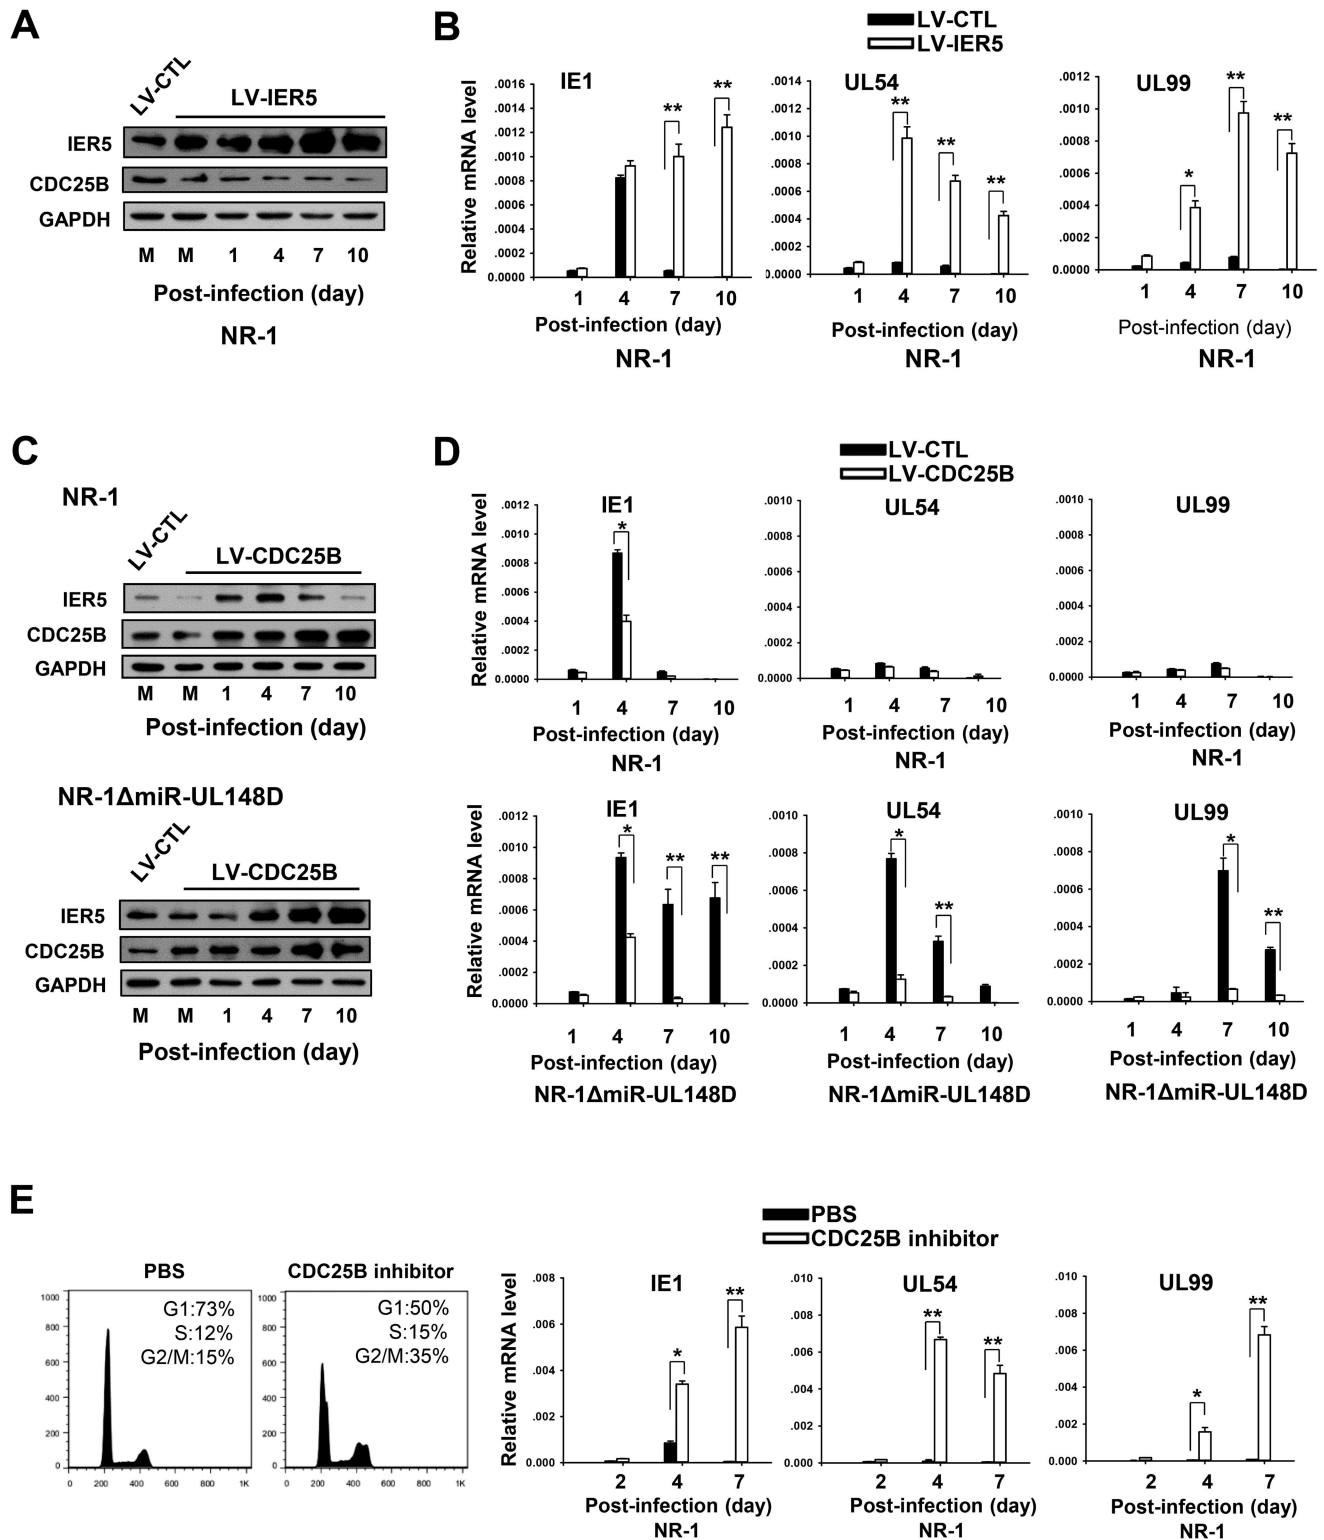 A
LV-CTL
LV-IER5
IER5
CDC25B
GAPDH
M M 1 4 7 10
Post-infection (day)
NR-1
B
LV-CTL
LV-IER5
Relative mRNA level
IE1
.0016
.0014
.0012
.0010
.0008
.0006
.0004
.0002
0.0000
** **
1 4 7 10
Post-infection (day)
NR-1
UL54
.0014
.0012
.0010
.0008
.0006
.0004
.0002
0.0000
** ** **
1 4 7 10
Post-infection (day)
NR-1
UL99
.0012
.0010
.0008
.0006
.0004
.0002
0.0000
* ** **
1 4 7 10
Post-infection (day)
NR-1
C
NR-1
LV-CTL
LV-CDC25B
IER5
CDC25B
GAPDH
M M 1 4 7 10
Post-infection (day)
NR-1ΔmiR-UL148D
LV-CTL
LV-CDC25B
IER5
CDC25B
GAPDH
M M 1 4 7 10
Post-infection (day)
D
LV-CTL
LV-CDC25B
Relative mRNA level
IE1
.0012
.0010
.0008
.0006
.0004
.0002
0.0000
*
1 4 7 10
Post-infection (day)
NR-1
UL54
.0010
.0008
.0006
.0004
.0002
0.0000
1 4 7 10
Post-infection (day)
NR-1
UL99
.0010
.0008
.0006
.0004
.0002
0.0000
1 4 7 10
Post-infection (day)
NR-1
Relative mRNA level
IE1
.0012
.0010
.0008
.0006
.0004
.0002
0.0000
* ** **
1 4 7 10
Post-infection (day)
NR-1ΔmiR-UL148D
UL54
.0010
.0008
.0006
.0004
.0002
0.0000
* **
1 4 7 10
Post-infection (day)
NR-1ΔmiR-UL148D
UL99
.0010
.0008
.0006
.0004
.0002
0.0000
* **
1 4 7 10
Post-infection (day)
NR-1ΔmiR-UL148D
E
PBS
G1:73%
S:12%
G2/M:15%
1000
800
600
400
200
0
0 200 400 600 800 1K
CDC25B inhibitor
G1:50%
S:15%
G2/M:35%
1000
800
600
400
200
0
0 200 400 600 800 1K
PBS
CDC25B inhibitor
Relative mRNA level
IE1
.008
.006
.004
.002
0.000
* **
2 4 7
Post-infection (day)
NR-1
UL54
.010
.008
.006
.004
.002
0.000
** **
2 4 7
Post-infection (day)
NR-1
UL99
.010
.008
.006
.004
.002
0.000
* **
2 4 7
Post-infection (day)
NR-1